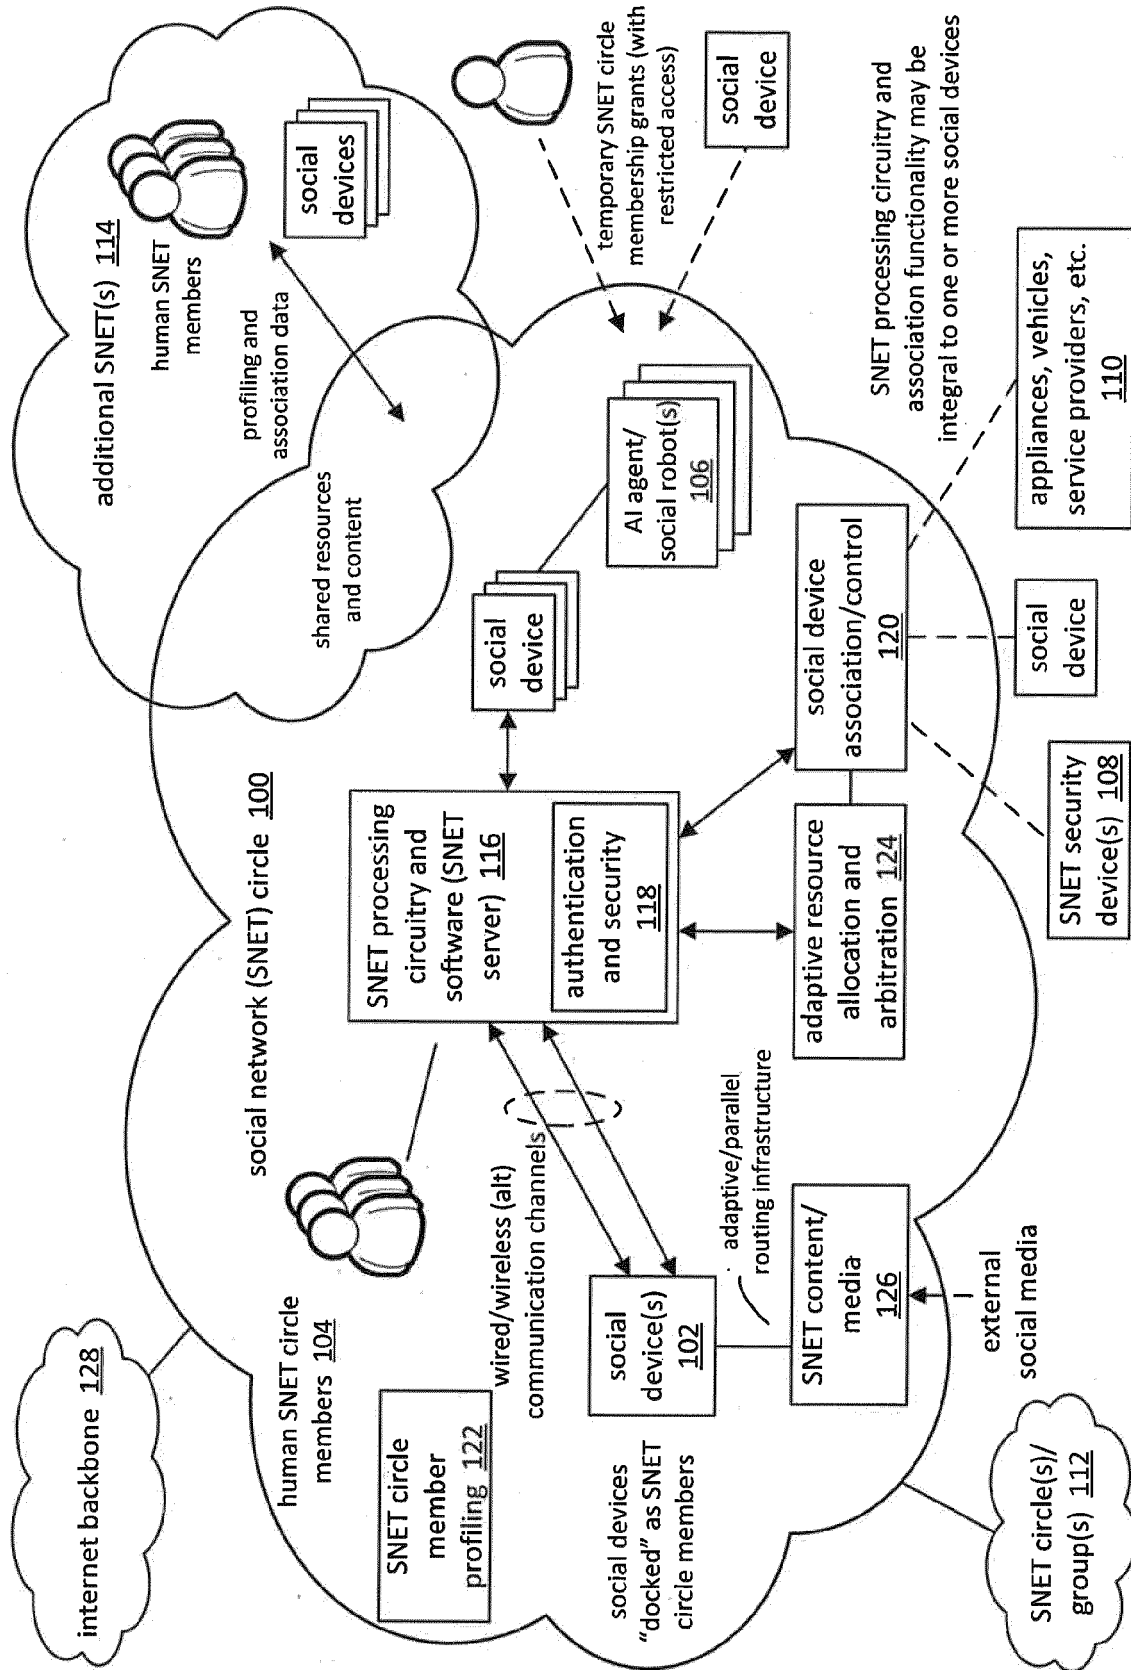 internet backbone 128
additional SNET(s) 114
human SNET
members
social
devices
profiling and
association data
shared resources
and content
temporary SNET circle
membership grants (with
restricted access)
social
device
social network (SNET) circle 100
human SNET circle
members 104
SNET circle
member
profiling 122
SNET processing
circuitry and
software (SNET
server) 116
authentication
and security
118
wired/wireless (alt)
communication channels
social
device
AI agent/
social robot(s)
106
social devices
"docked" as SNET
circle members
social
device(s)
102
adaptive/parallel
routing infrastructure
SNET content/
media
126
external
social media
adaptive resource
allocation and
arbitration 124
social device
association/control
120
SNET processing circuitry and
association functionality may be
integral to one or more social devices
SNET circle(s)/
group(s) 112
SNET security
device(s) 108
social
device
appliances, vehicles,
service providers, etc.
110